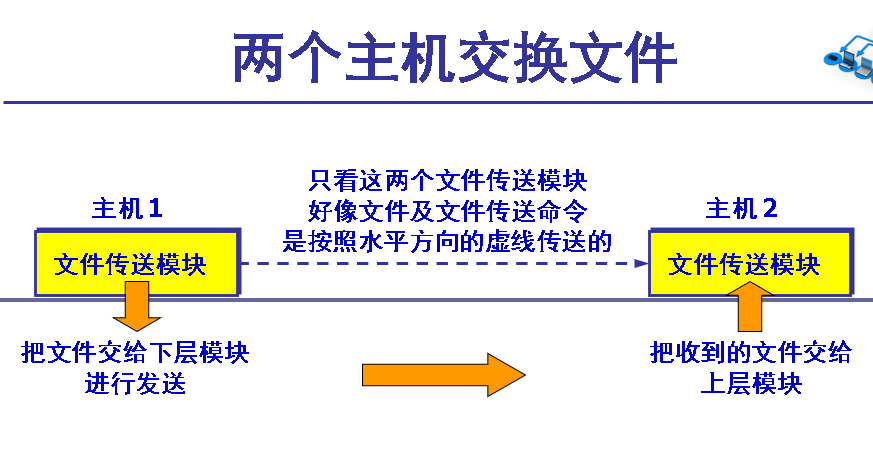 两个主机交换文件
只看这两个文件传送模块
好像文件及文件传送命令
是按照水平方向的虚线传送的
主机 1
主机 2
文件传送模块
文件传送模块
把文件交给下层模块
进行发送
把收到的文件交给
上层模块